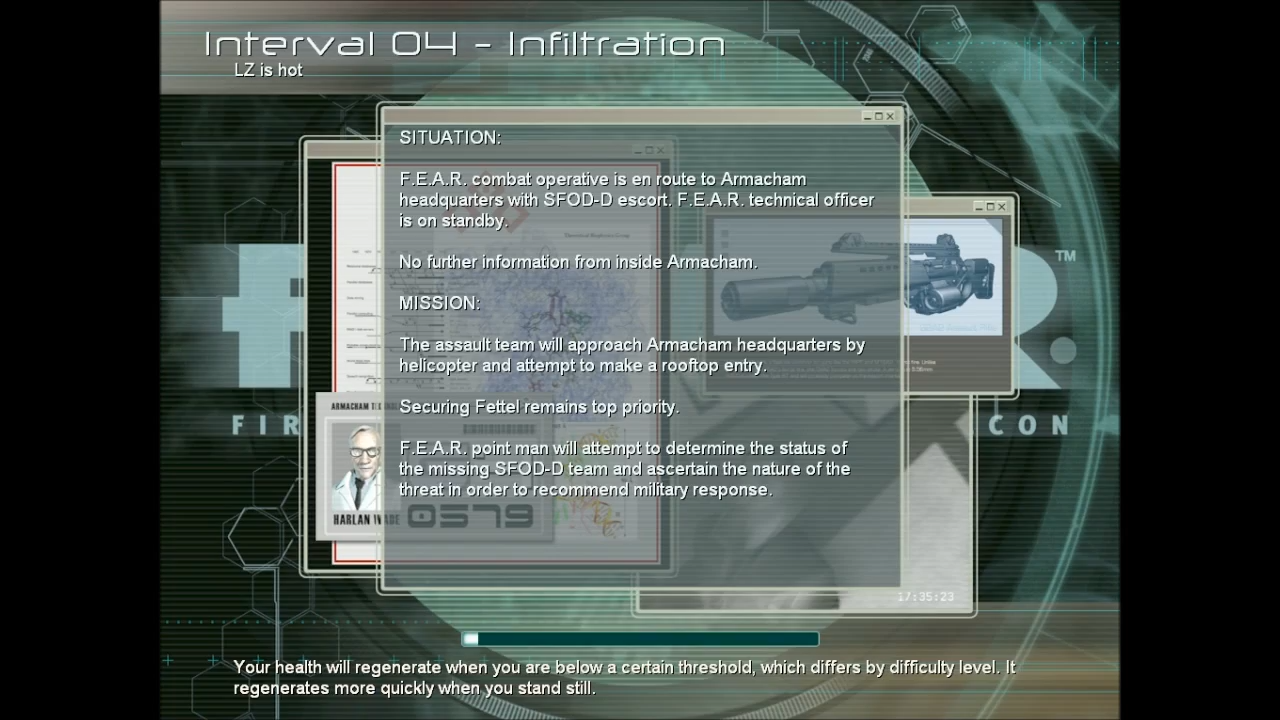 Interval 04 - Infiltration
LZ is hot
SITUATION:
F.E.A.R. combat operative is en route to Armacham
headquarters with SFOD-D escort. F.E.A.R. technical officer
is on standby.
No further information from inside Armacham.
MISSION:
The assault team will approach Armacham headquarters by
helicopter and attempt to make a rooftop entry.
Securing Fettel remains top priority.
F.E.A.R. point man will attempt to determine the status of
the missing SFOD-D team and ascertain the nature of the
threat in order to recommend military response.
TM
FIR
CON
ARMACHAM
HARLAN WADE
0579
17:35:23
Your health will regenerate when you are below a certain threshold, which differs by difficulty level. It
regenerates more quickly when you stand still.